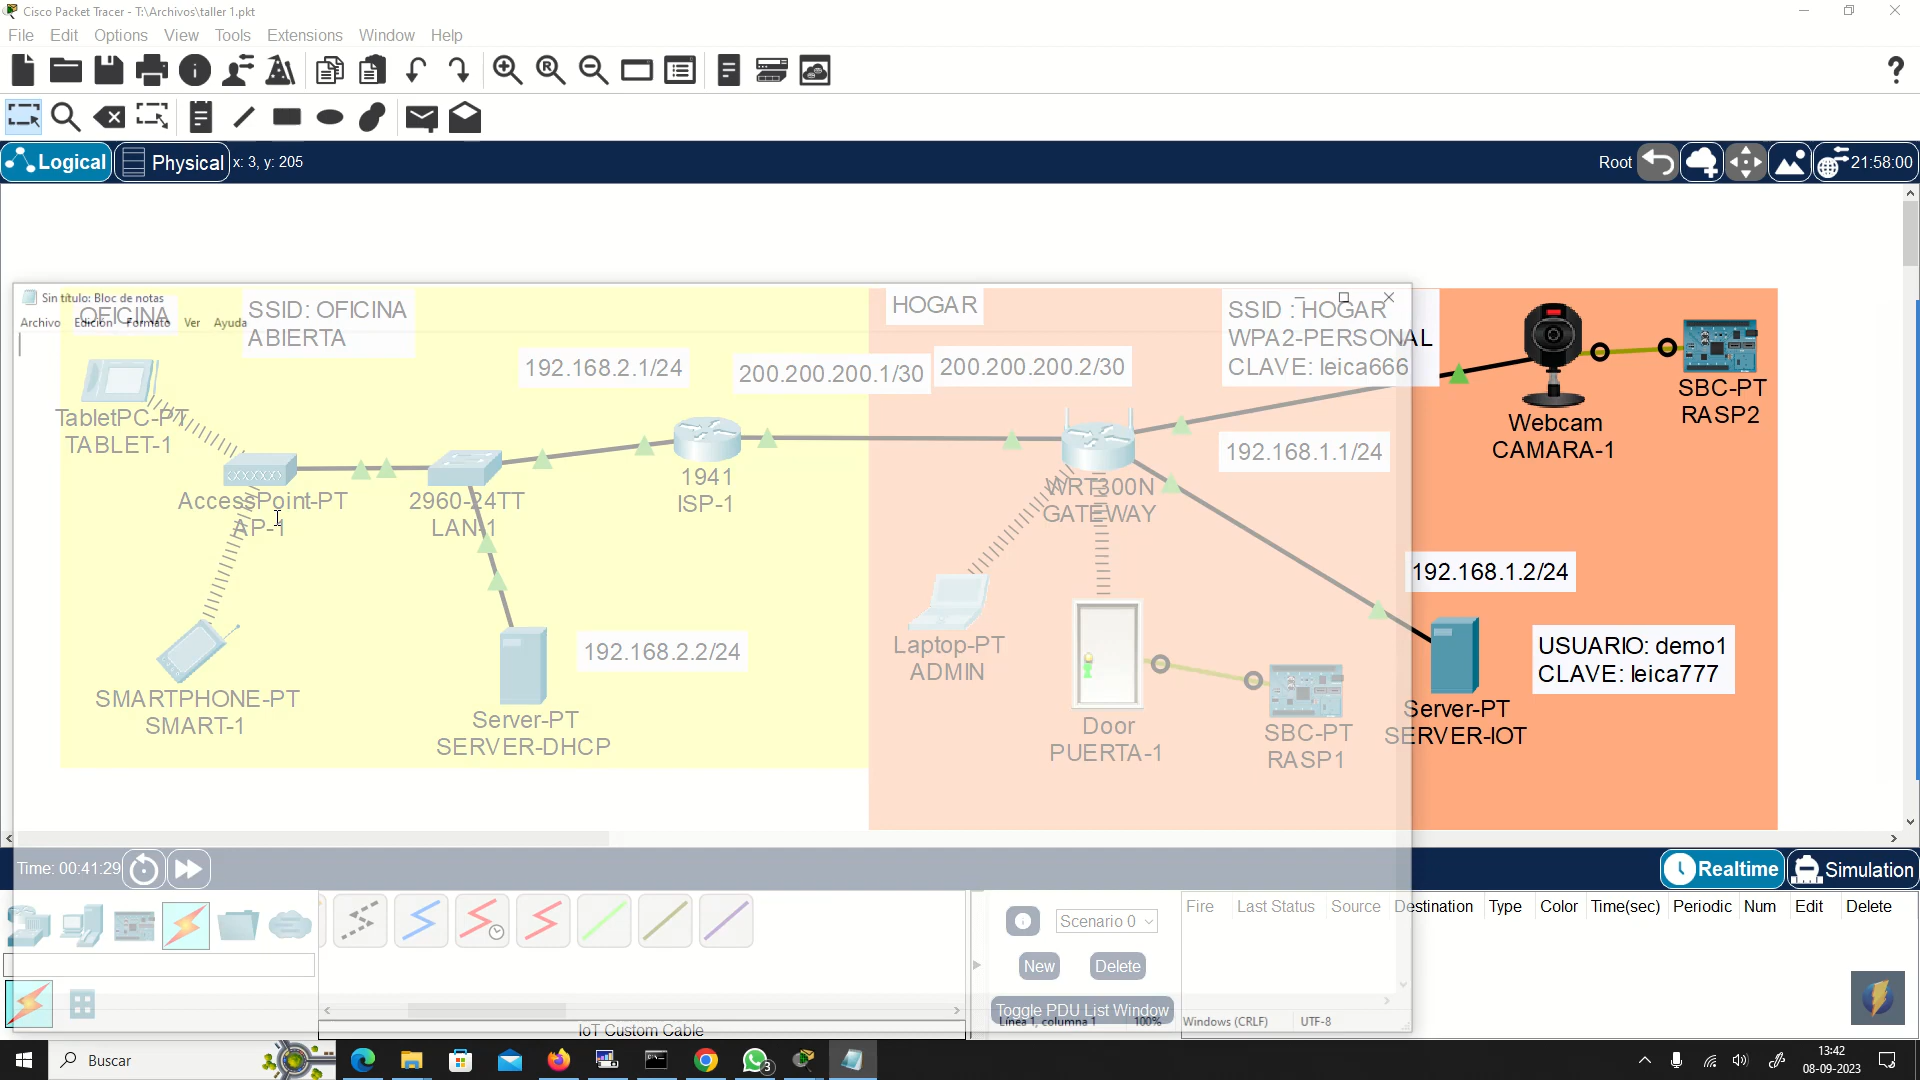 Cisco Packet Tracer - T:\Archivos\taller 1.pkt
File Edit Options View Tools Extensions Window Help
Logical Physical x: 3, y: 205 Root 21:58:00
Sin título: Bloc de notas
Archivo Edición Formato Ver Ayuda
OFICINA
SSID: OFICINA
ABIERTA
HOGAR
SSID : HOGAR
WPA2-PERSONAL
CLAVE: leica666
192.168.2.1/24
200.200.200.1/30
200.200.200.2/30
TabletPC-PT
TABLET-1
AccessPoint-PT
AP-1
2960-24TT
LAN-1
1941
ISP-1
WRT300N
GATEWAY
192.168.1.1/24
Webcam
CAMARA-1
SBC-PT
RASP2
192.168.1.2/24
SMARTPHONE-PT
SMART-1
Server-PT
SERVER-DHCP
192.168.2.2/24
Laptop-PT
ADMIN
Door
PUERTA-1
SBC-PT
RASP1
Server-PT
SERVER-IOT
USUARIO: demo1
CLAVE: leica777
Time: 00:41:29 Realtime Simulation
Scenario 0
New Delete
Toggle PDU List Window
Fire Last Status Source Destination Type Color Time(sec) Periodic Num Edit Delete
IoT Custom Cable
Línea 1, columna 1 100% Windows (CRLF) UTF-8
Buscar
3
13:42
08-09-2023